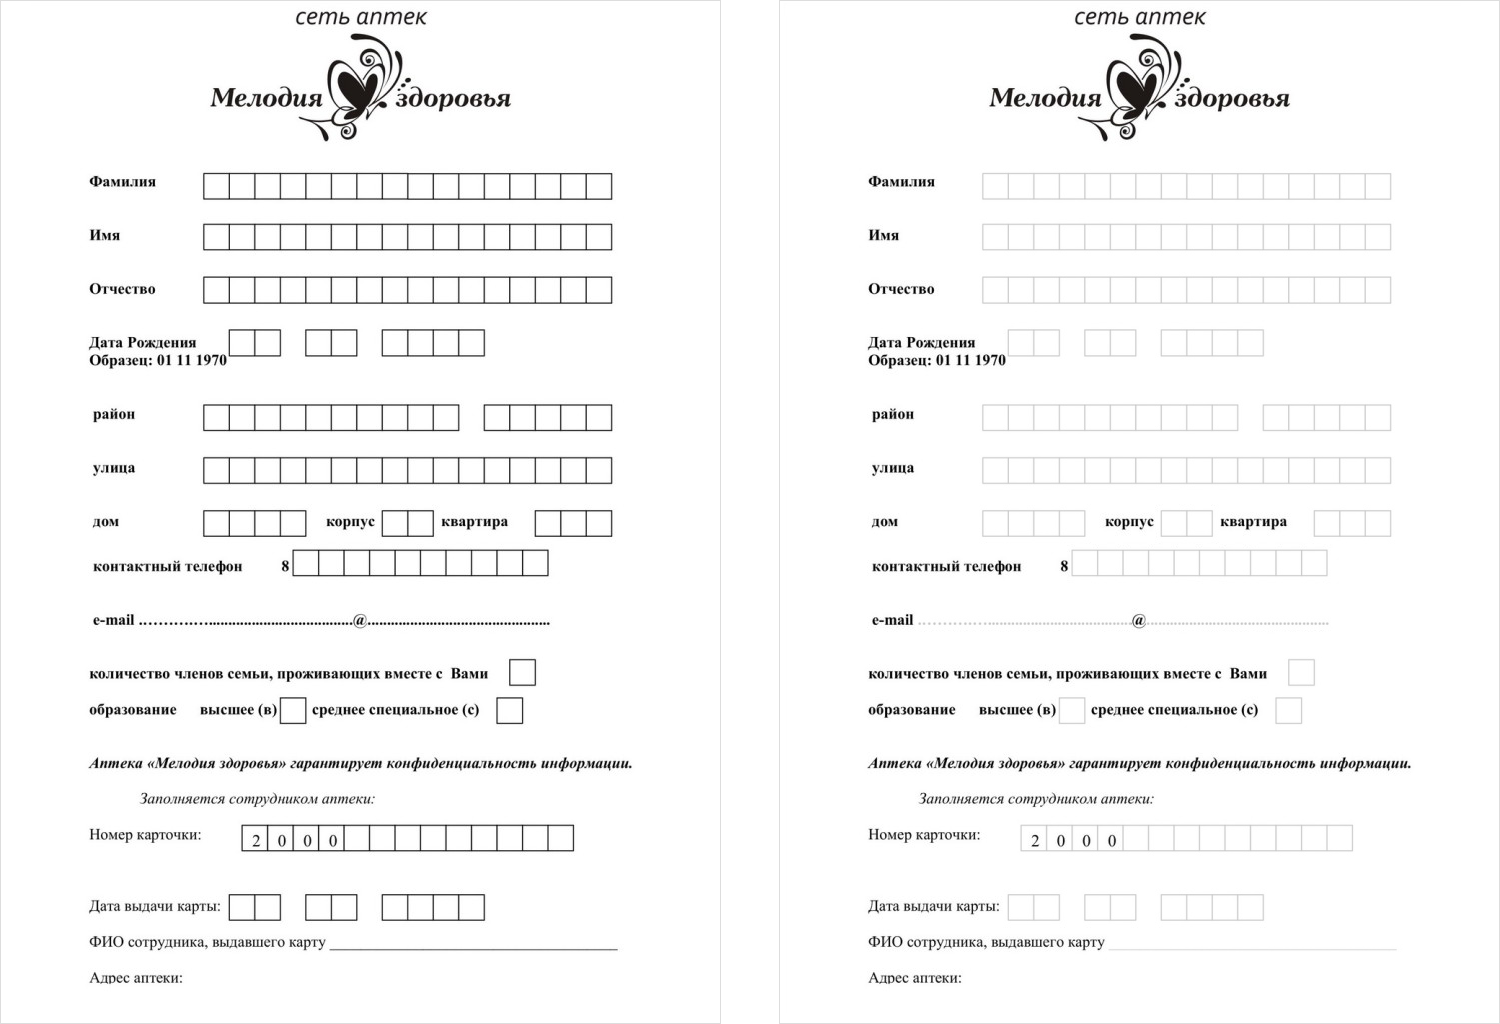 сеть аптек
Мелодия здоровья
Фамилия
Имя
Отчество
Дата Рождения
Образец: 01 11 1970
район
улица
дом корпус квартира
контактный телефон 8
e-mail ............................................@...............................................
количество членов семьи, проживающих вместе с Вами
образование высшее (в) среднее специальное (с)
Аптека «Мелодия здоровья» гарантирует конфиденциальность информации.
Заполняется сотрудником аптеки:
Номер карточки: 2 0 0 0
Дата выдачи карты:
ФИО сотрудника, выдавшего карту ____________________________________
Адрес аптеки:
сеть аптек
Мелодия здоровья
Фамилия
Имя
Отчество
Дата Рождения
Образец: 01 11 1970
район
улица
дом корпус квартира
контактный телефон 8
e-mail ............................................@...............................................
количество членов семьи, проживающих вместе с Вами
образование высшее (в) среднее специальное (с)
Аптека «Мелодия здоровья» гарантирует конфиденциальность информации.
Заполняется сотрудником аптеки:
Номер карточки: 2 0 0 0
Дата выдачи карты:
ФИО сотрудника, выдавшего карту ____________________________________
Адрес аптеки: